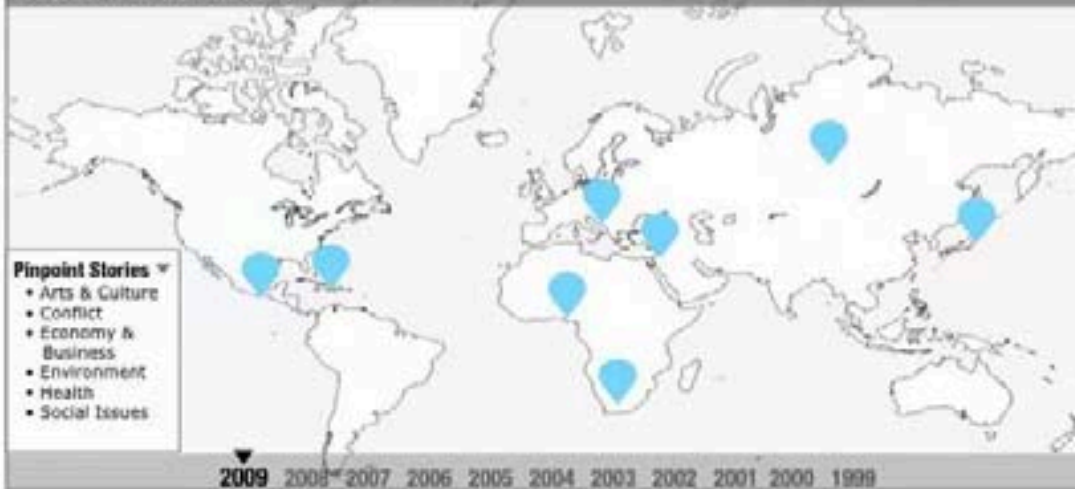 Pinpoint Stories
• Arts & Culture
• Conflict
• Economy &
Business
• Environment
• Health
• Social Issues
2009 2008 2007 2006 2005 2004 2003 2002 2001 2000 1999